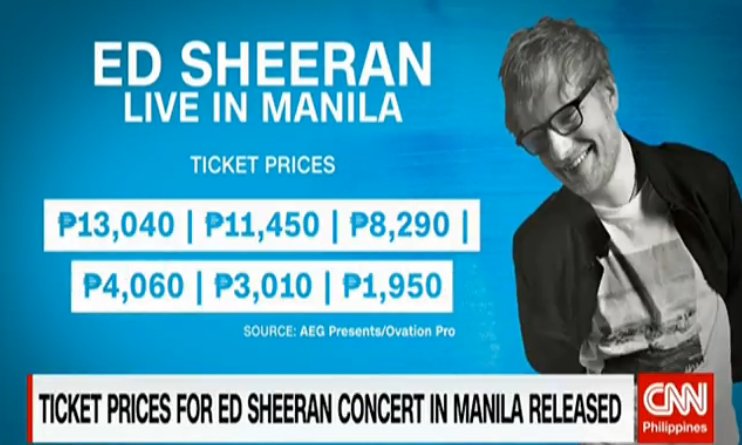 ED SHEERAN
LIVE IN MANILA
TICKET PRICES
₱13,040 | ₱11,450 | ₱8,290 |
₱4,060 | ₱3,010 | ₱1,950
SOURCE: AEG Presents/Ovation Pro
TICKET PRICES FOR ED SHEERAN CONCERT IN MANILA RELEASED
CNN
Philippines